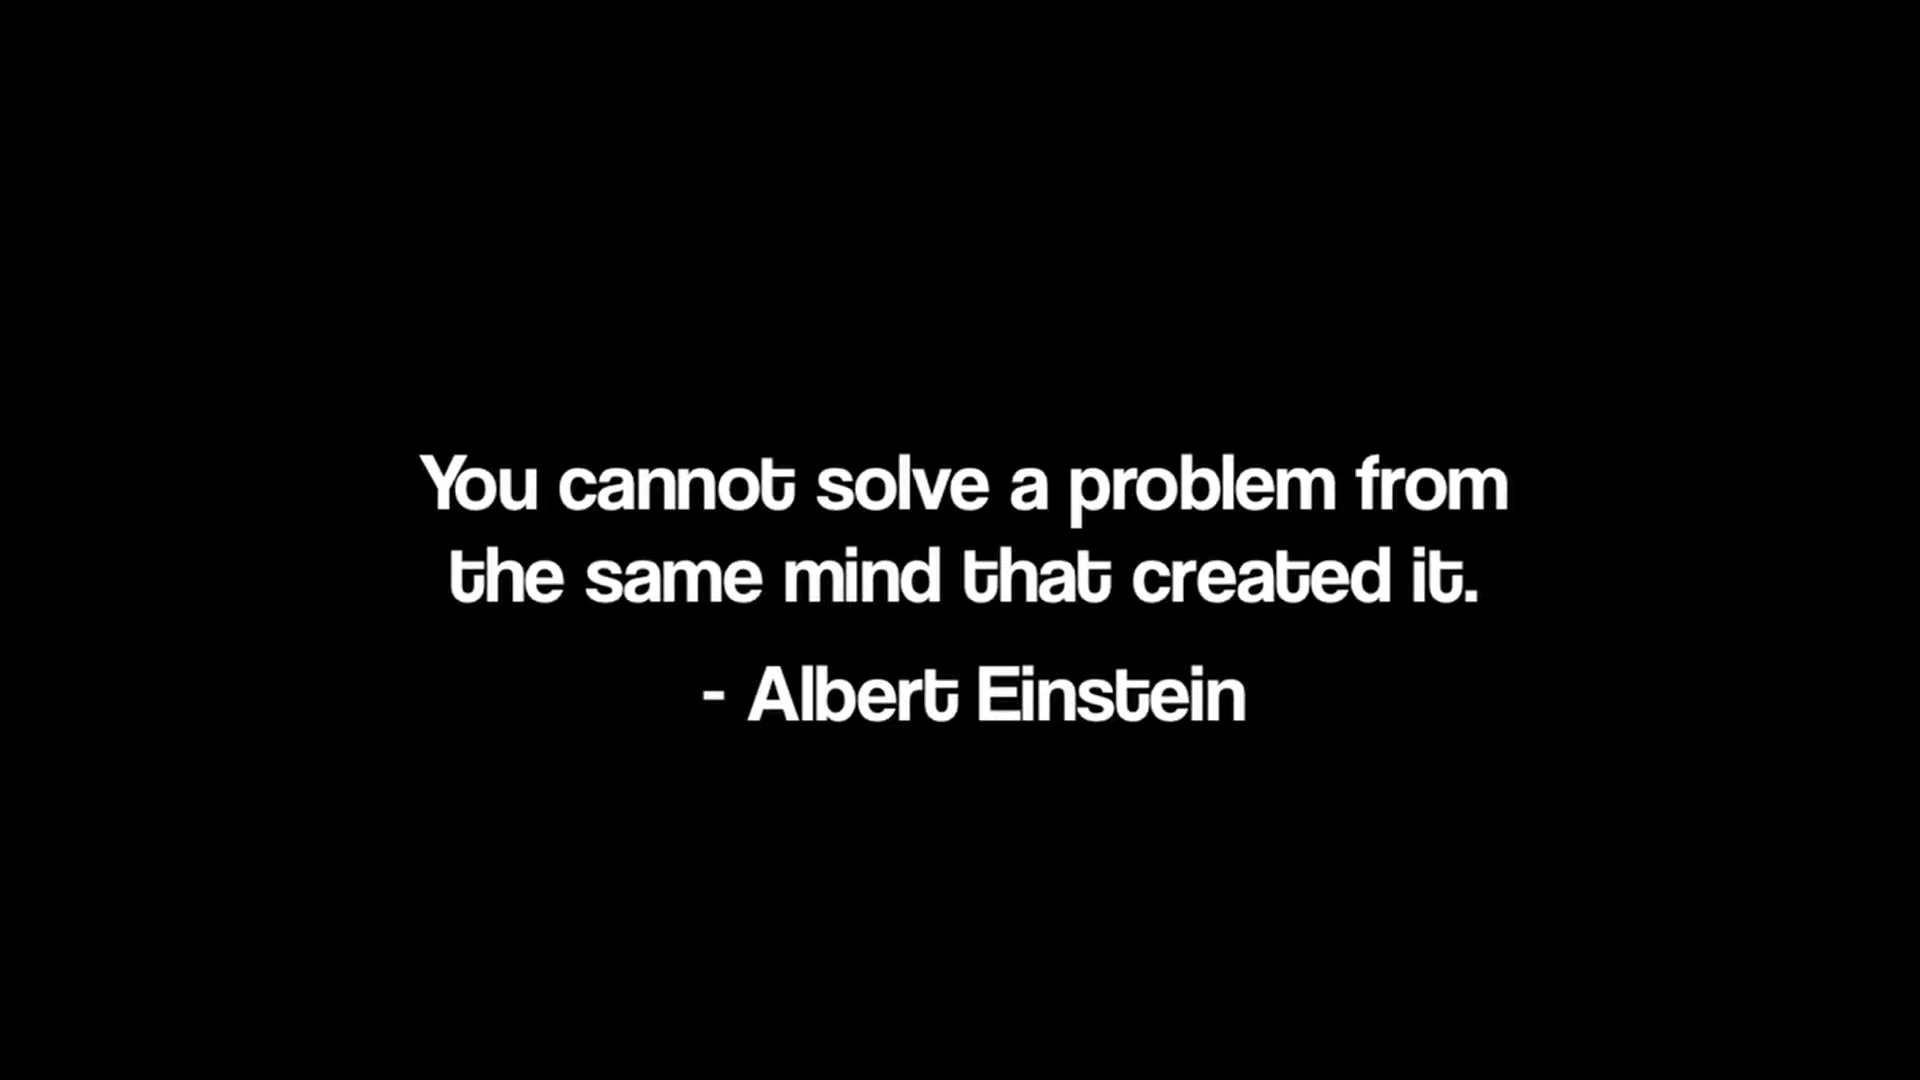 You cannot solve a problem from
the same mind that created it.
- Albert Einstein